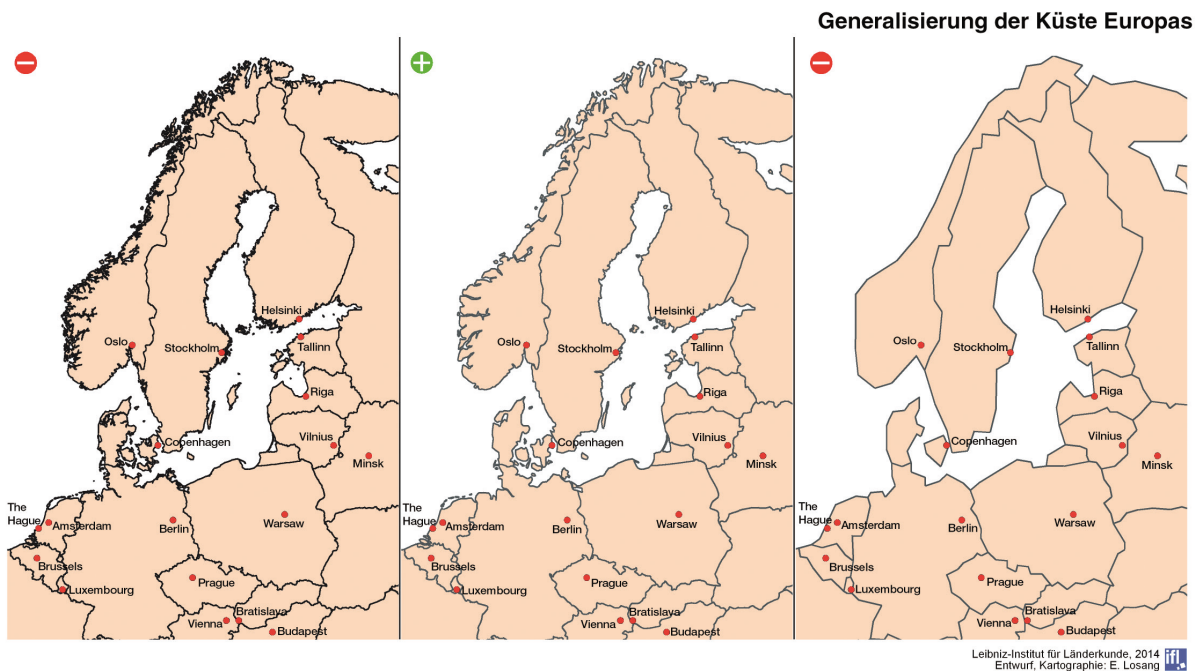 Generalisierung der Küste Europas
Helsinki
Oslo
Stockholm
Tallinn
Riga
Copenhagen
Vilnius
Minsk
The
Hague
Amsterdam
Berlin
Warsaw
Brussels
Prague
Luxembourg
Bratislava
Vienna
Budapest
Helsinki
Oslo
Stockholm
Tallinn
Riga
Copenhagen
Vilnius
Minsk
The
Hague
Amsterdam
Berlin
Warsaw
Brussels
Prague
Luxembourg
Bratislava
Vienna
Budapest
Helsinki
Oslo
Stockholm
Tallinn
Riga
Copenhagen
Vilnius
Minsk
The
Hague
Amsterdam
Berlin
Warsaw
Brussels
Prague
Luxembourg
Bratislava
Vienna
Budapest
Leibniz-Institut für Länderkunde, 2014
Entwurf, Kartographie: E. Losang
ifl